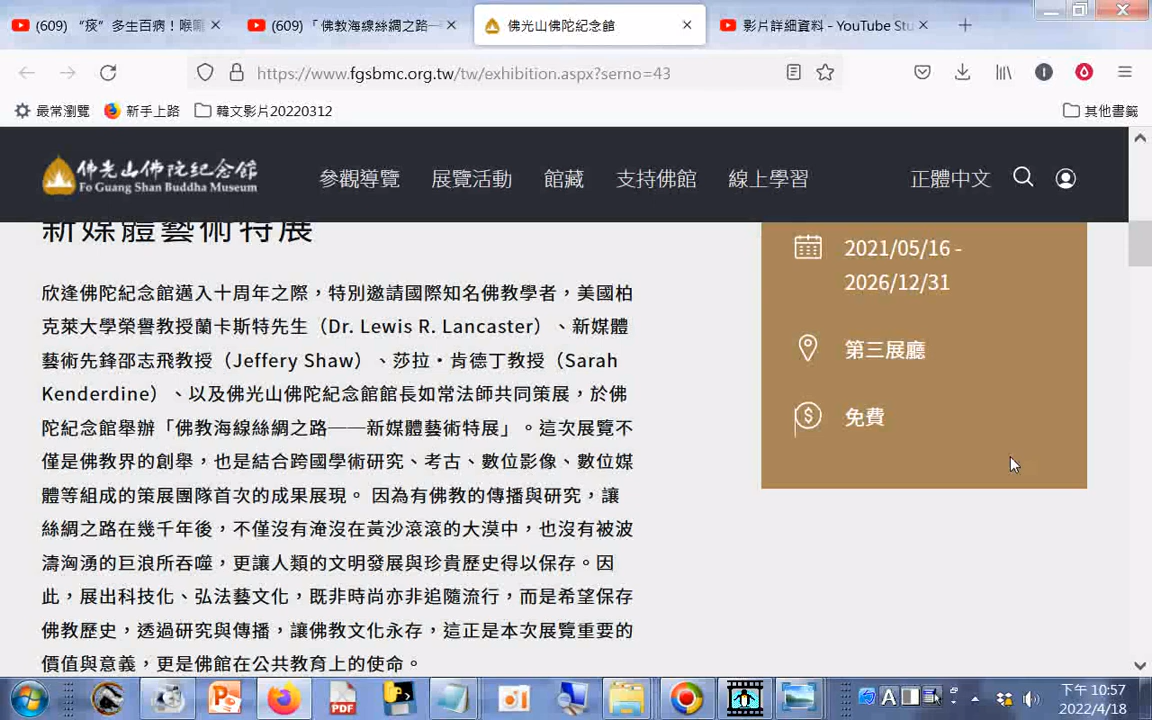 (609) “痰” 多生百病！喉
(609) 「佛教海線絲綢之路—
佛光山佛陀紀念館
影片詳細資料 - YouTube Stu
https://www.fgsbmc.org.tw/tw/exhibition.aspx?serno=43
最常瀏覽
新手上路
韓文影片20220312
其他書籤
佛光山佛陀纪念館
Fo Guang Shan Buddha Museum
參觀導覽
展覽活動
館藏
支持佛館
線上學習
正體中文
新媒體藝術特展
欣逢佛陀紀念館邁入十周年之際，特別邀請國際知名佛教學者，美國柏
克萊大學榮譽教授蘭卡斯特先生（Dr. Lewis R. Lancaster）、新媒體
藝術先鋒邵志飛教授（Jeffery Shaw）、莎拉・肯德丁教授（Sarah
Kenderdine）、以及佛光山佛陀紀念館館長如常法師共同策展，於佛
陀紀念館舉辦「佛教海線絲綢之路——新媒體藝術特展」。這次展覽不
僅是佛教界的創舉，也是結合跨國學術研究、考古、數位影像、數位媒
體等組成的策展團隊首次的成果展現。 因為有佛教的傳播與研究，讓
絲綢之路在幾千年後，不僅沒有淹沒在黃沙滾滾的大漠中，也沒有被波
濤洶湧的巨浪所吞噬，更讓人類的文明發展與珍貴歷史得以保存。因
此，展出科技化、弘法藝文化，既非時尚亦非追隨流行，而是希望保存
佛教歷史，透過研究與傳播，讓佛教文化永存，這正是本次展覽重要的
價值與意義，更是佛館在公共教育上的使命。
2021/05/16 -
2026/12/31
第三展廳
免費
PDF
A
下午 10:57
2022/4/18